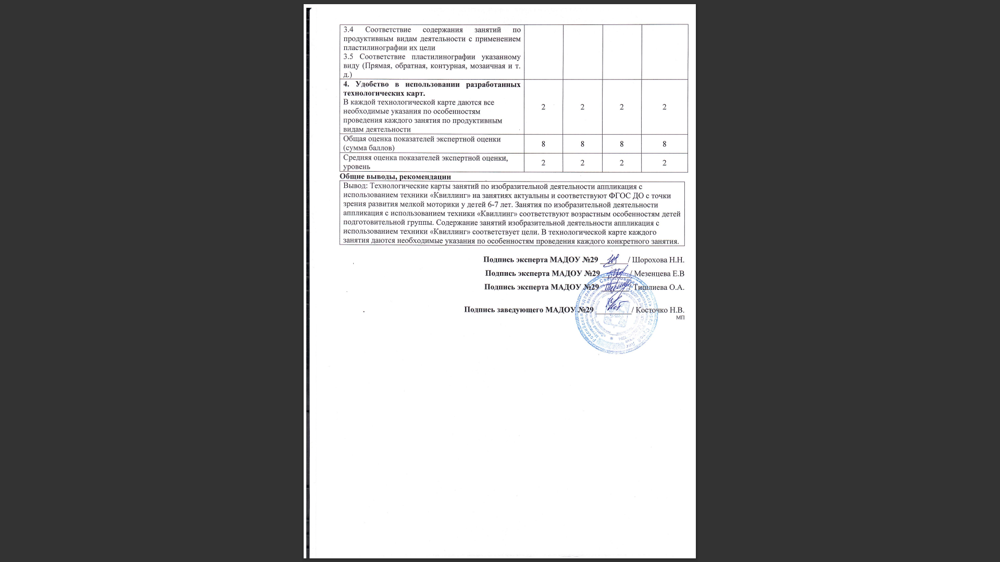 3.4 Соответствие содержания занятий по
продуктивным видам деятельности с применением
пластилинографии их цели
3.5 Соответствие пластилинографии указанному
виду (Прямая, обратная, контурная, мозаичная и т.
д.)
4. Удобство в использовании разработанных
технологических карт.
В каждой технологической карте даются все
необходимые указания по особенностям
проведения каждого занятия по продуктивным
видам деятельности
2 2 2 2
Общая оценка показателей экспертной оценки
(сумма баллов)
8 8 8 8
Средняя оценка показателей экспертной оценки,
уровень
2 2 2 2
Общие выводы, рекомендации
Вывод: Технологические карты занятий по изобразительной деятельности аппликация с
использованием техники «Квиллинг» на занятиях актуальны и соответствуют ФГОС ДО с точки
зрения развития мелкой моторики у детей 6-7 лет. Занятия по изобразительной деятельности
аппликация с использованием техники «Квиллинг» соответствуют возрастным особенностям детей
подготовительной группы. Содержание занятий изобразительной деятельности аппликация с
использованием техники «Квиллинг» соответствует цели. В технологической карте каждого
занятия даются необходимые указания по особенностям проведения каждого конкретного занятия.
Подпись эксперта МАДОУ №29 / Шорохова Н.Н.
Подпись эксперта МАДОУ №29 / Мезенцева Е.В
Подпись эксперта МАДОУ №29 / Тишлиева О.А.
Подпись заведующего МАДОУ №29 / Косточко Н.В.
МП